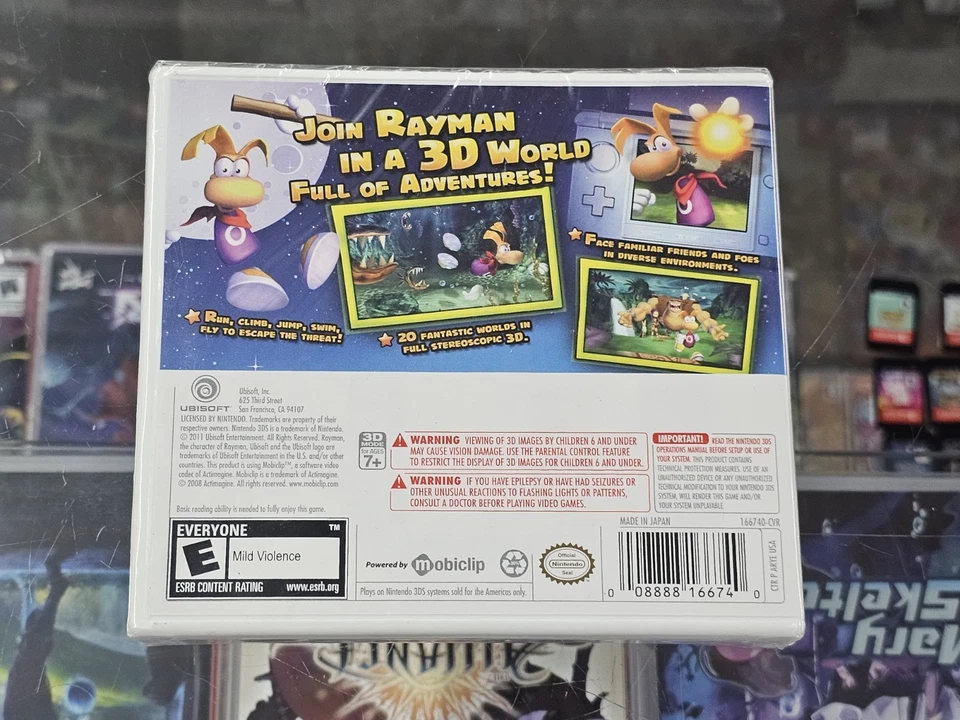 JOIN RAYMAN
IN A 3D WORLD
FULL OF ADVENTURES!
FACE FAMILIAR FRIENDS AND FOES
IN DIVERSE ENVIRONMENTS.
RUN, CLIMB, JUMP, SWIM,
FLY TO ESCAPE THE THREAT!
20 FANTASTIC WORLDS IN
FULL STEREOSCOPIC 3D.
UBISOFT
Ubisoft, Inc.
625 Third Street
San Francisco, CA 94107
LICENSED BY NINTENDO. Trademarks are property of
their respective owners. Nintendo 3DS is a trademark of Nintendo.
© 2011 Ubisoft Entertainment. All Rights Reserved. Rayman,
the character of Rayman, Ubisoft and the Ubisoft logo are
trademarks of Ubisoft Entertainment in the U.S. and/or other
countries. This product is using Mobiclip™, a software video
codec of Actimagine. Mobiclip is a trademark of Actimagine.
© 2008 Actimagine. All rights reserved. www.mobiclip.com
Basic reading ability is needed to fully enjoy this game.
3D
MODE
for AGES
7+
WARNING VIEWING OF 3D IMAGES BY CHILDREN 6 AND UNDER
MAY CAUSE VISION DAMAGE. USE THE PARENTAL CONTROL FEATURE
TO RESTRICT THE DISPLAY OF 3D IMAGES FOR CHILDREN 6 AND UNDER.
WARNING IF YOU HAVE EPILEPSY OR HAVE HAD SEIZURES OR
OTHER UNUSUAL REACTIONS TO FLASHING LIGHTS OR PATTERNS,
CONSULT A DOCTOR BEFORE PLAYING VIDEO GAMES.
IMPORTANT! READ THE NINTENDO 3DS
OPERATIONS MANUAL BEFORE SETUP OR USE
OF YOUR SYSTEM. THIS PRODUCT CONTAINS
TECHNICAL PROTECTION MEASURES. USE OF AN
UNAUTHORIZED DEVICE OR ANY UNAUTHORIZED
TECHNICAL MODIFICATION TO YOUR NINTENDO 3DS
SYSTEM, WILL RENDER THIS GAME AND/OR
YOUR SYSTEM UNPLAYABLE.
EVERYONE ™
E
Mild Violence
ESRB CONTENT RATING www.esrb.org
Powered by mobiclip
Official
Nintendo
Seal
Plays on Nintendo 3DS systems sold for the Americas only.
MADE IN JAPAN 166740-CVR
0 08888 16674 0
CTR P ARYE USA
Mary
Skelter
ALLIANCE